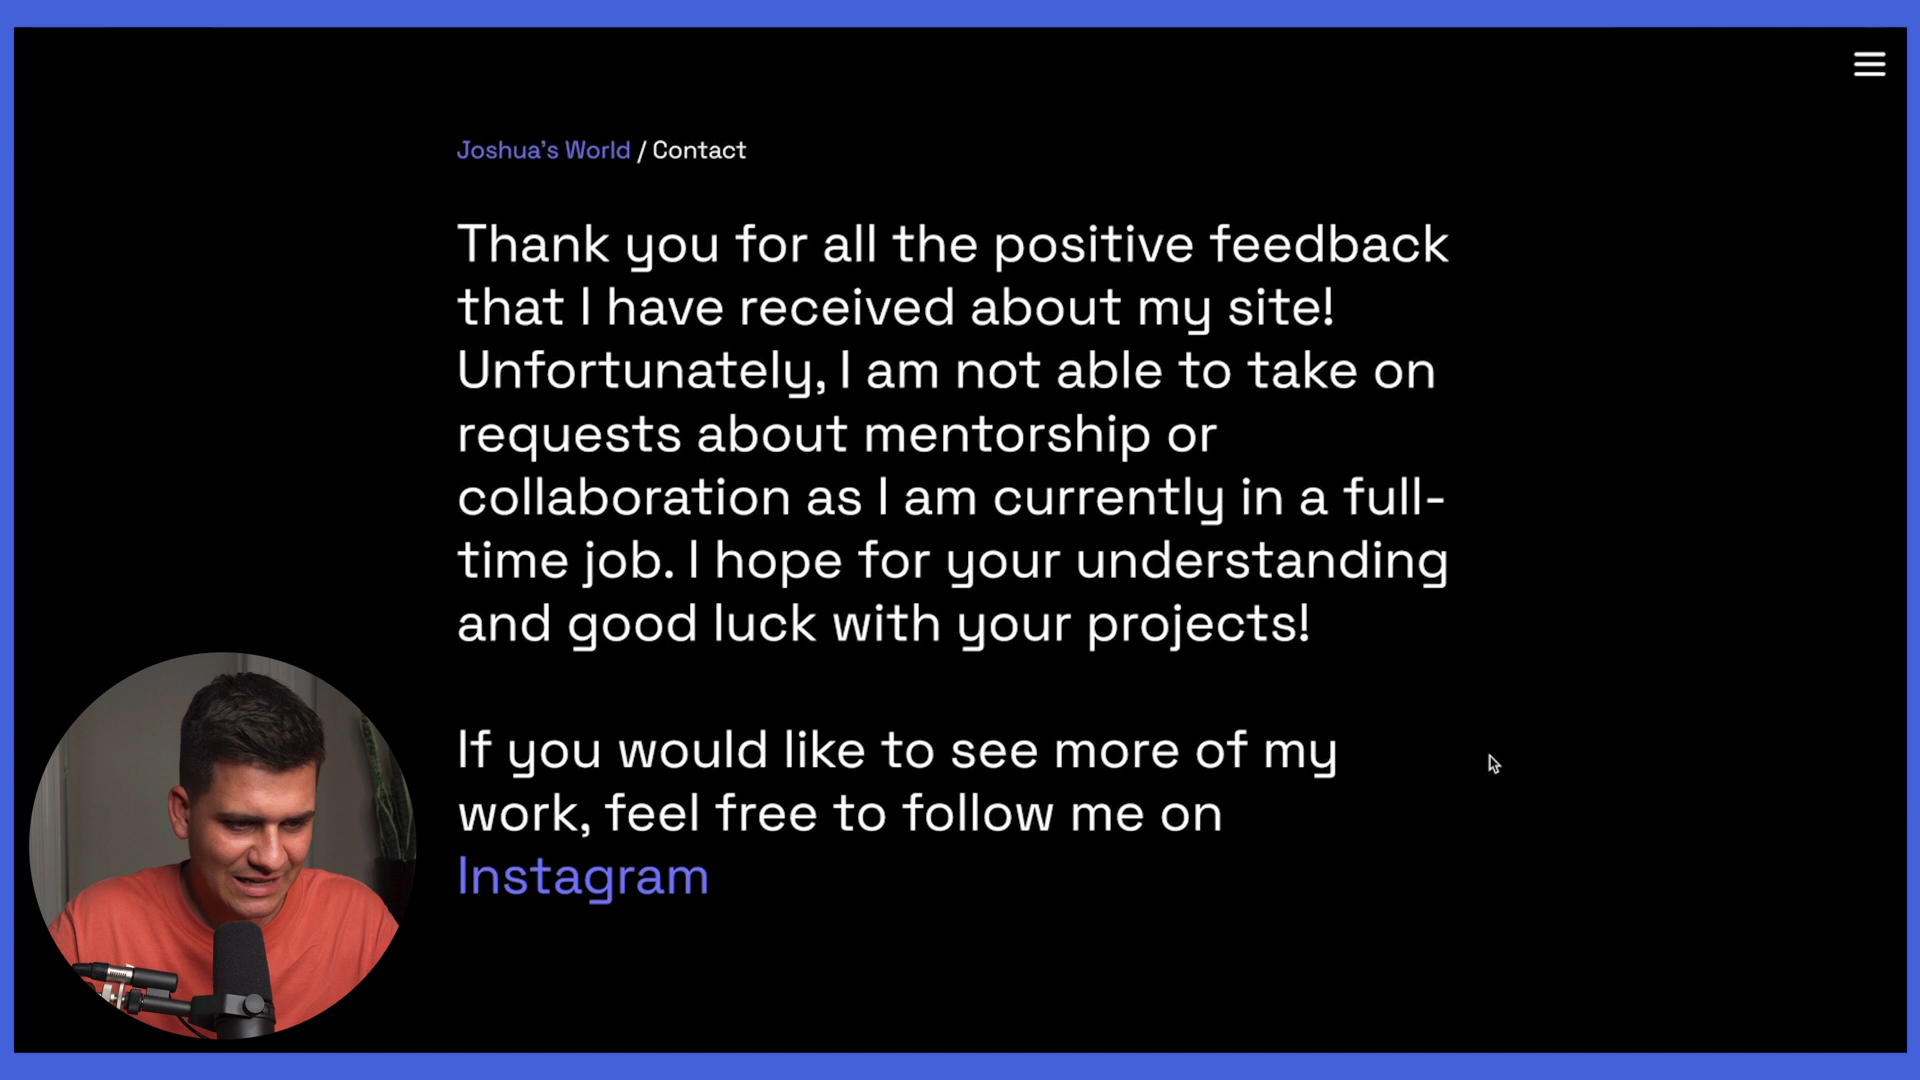 Joshua's World / Contact
Thank you for all the positive feedback
that I have received about my site!
Unfortunately, I am not able to take on
requests about mentorship or
collaboration as I am currently in a full-
time job. I hope for your understanding
and good luck with your projects!
If you would like to see more of my
work, feel free to follow me on
Instagram